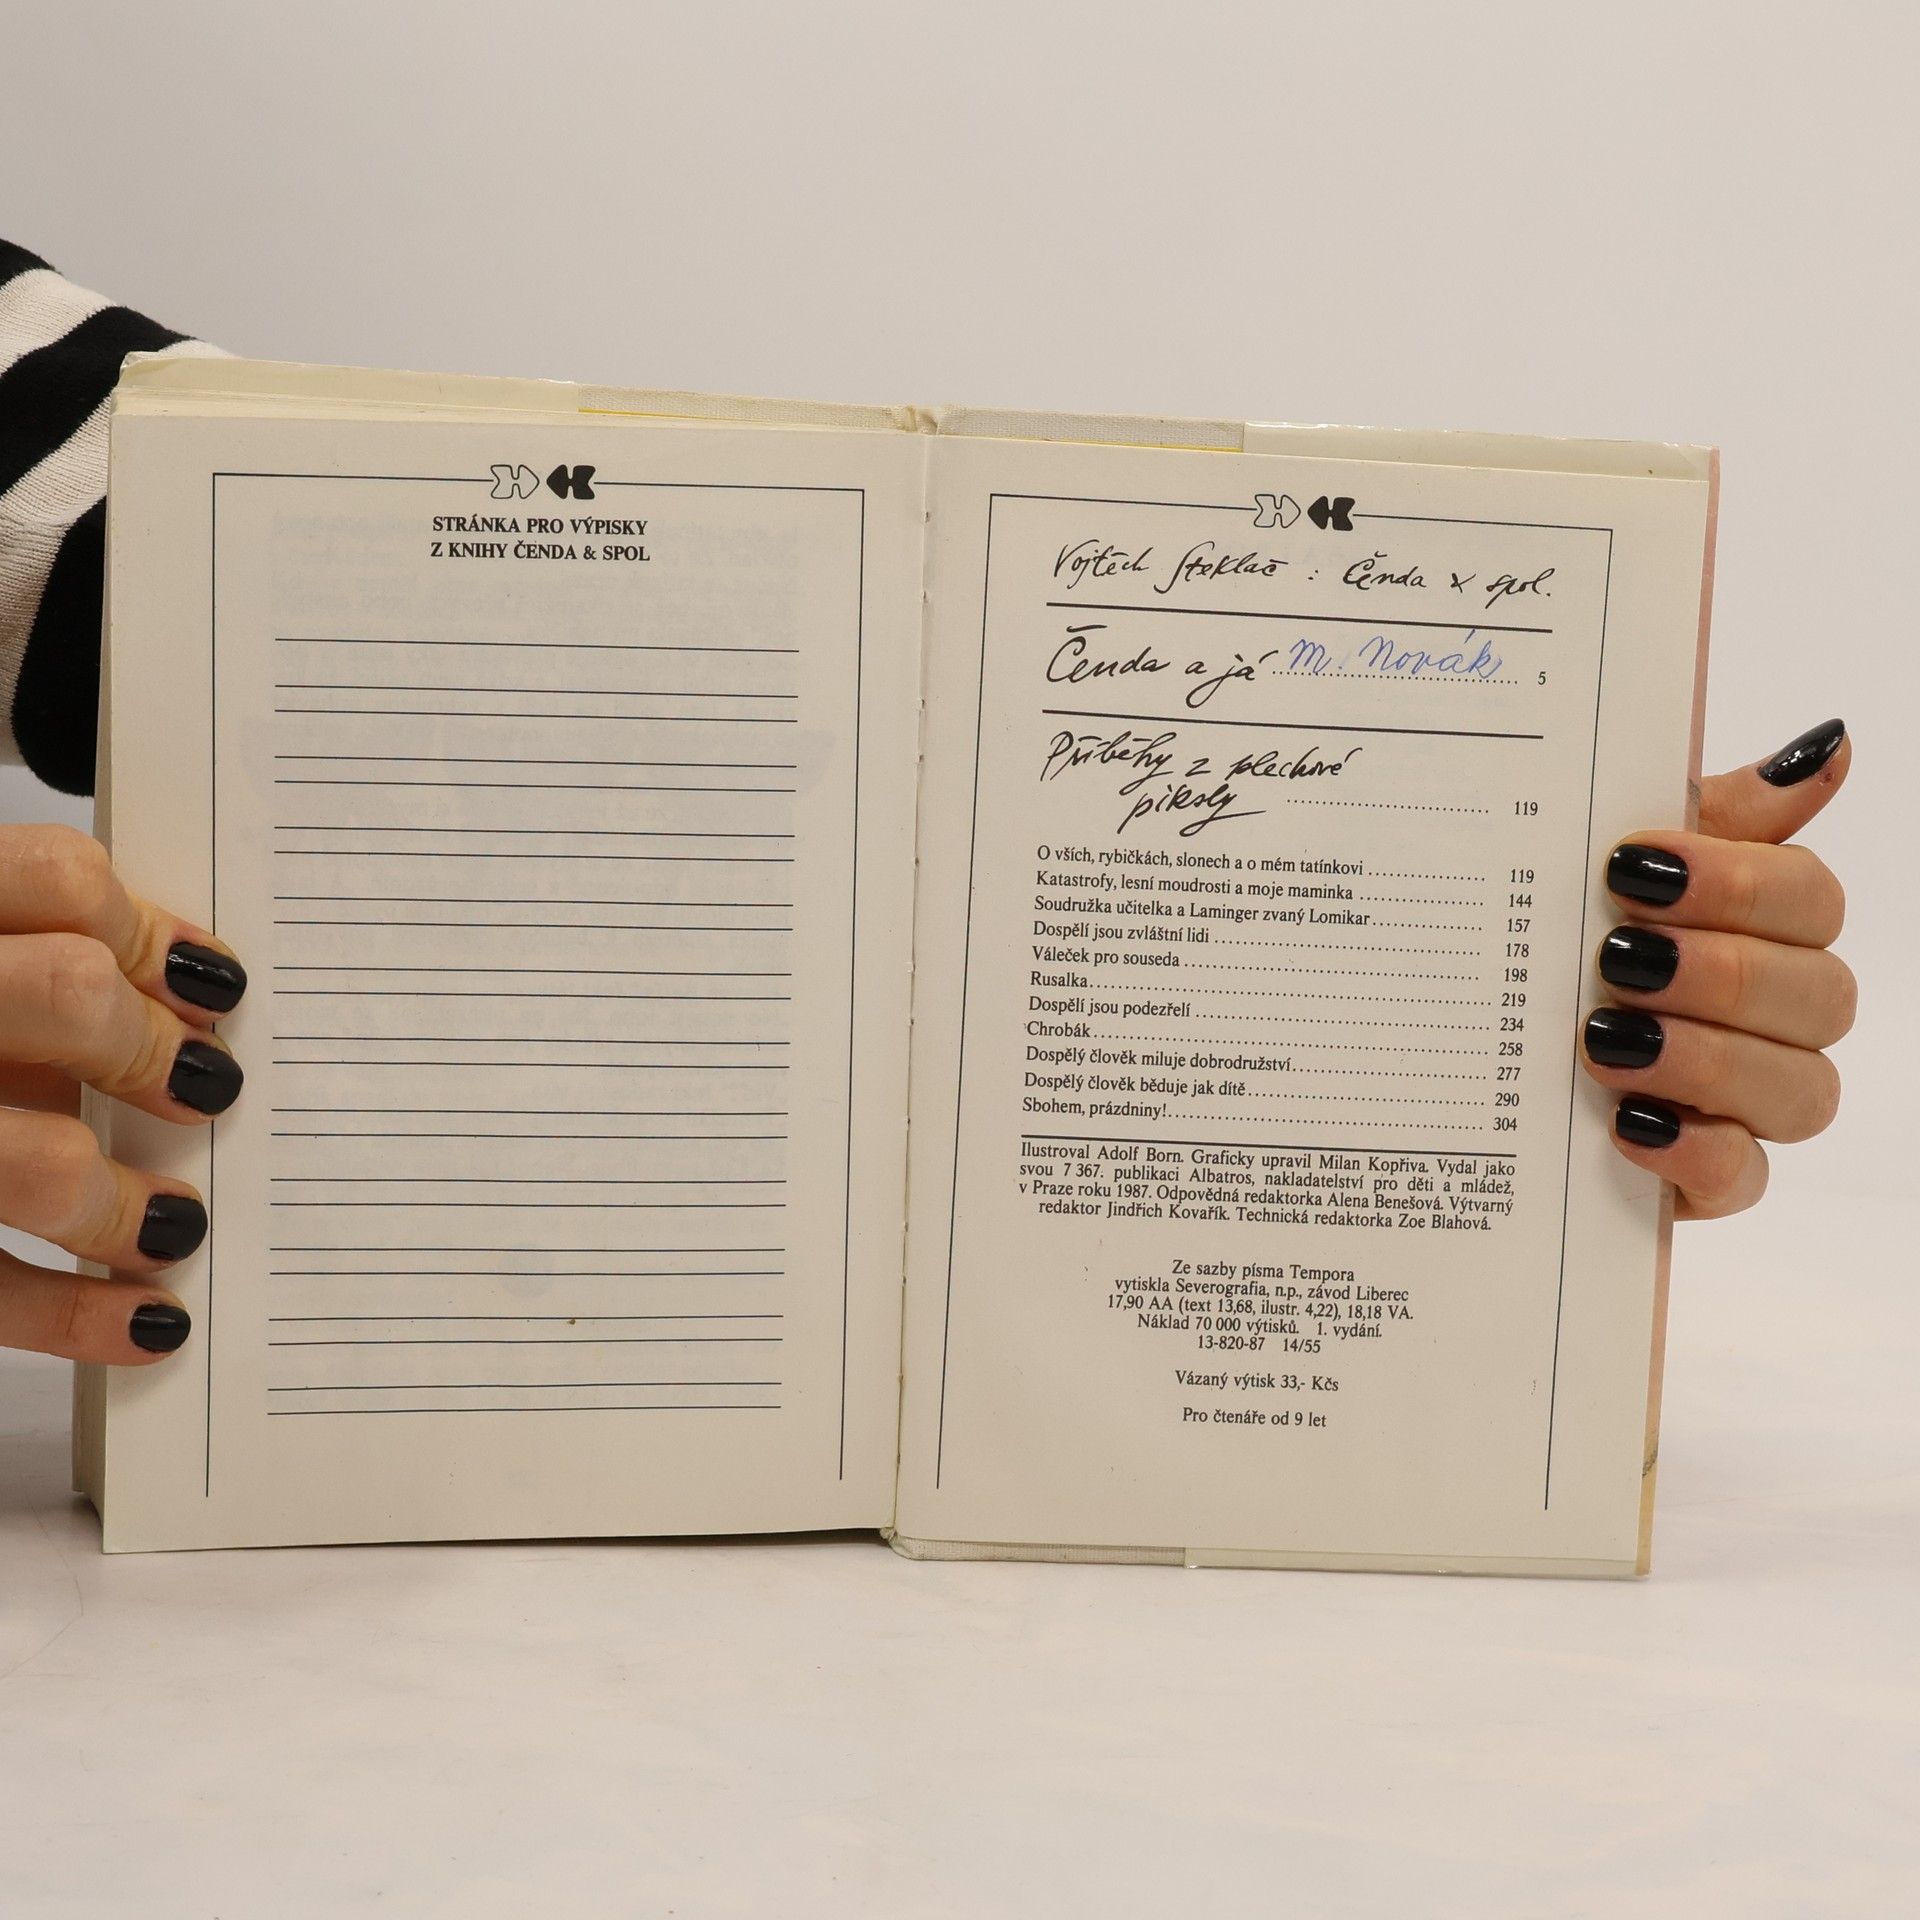 STRÁNKA PRO VÝPISKY
Z KNIHY ČENDA & SPOL
Vojtěch Steklač : Čenda & spol.
Čenda a já M. Novák 5
Příběhy z plechové
piksly 119
O vších, rybičkách, slonech a o mém tatínkovi 119
Katastrofy, lesní moudrosti a moje maminka 144
Soudružka učitelka a Laminger zvaný Lomikar 157
Dospělí jsou zvláštní lidi 178
Váleček pro souseda 198
Rusalka 219
Dospělí jsou podezřelí 234
Chrobák 258
Dospělý člověk miluje dobrodružství 277
Dospělý člověk běduje jak dítě 290
Sbohem, prázdniny! 304
Ilustroval Adolf Born. Graficky upravil Milan Kopřiva. Vydal jako
svou 7 367. publikaci Albatros, nakladatelství pro děti a mládež,
v Praze roku 1987. Odpovědná redaktorka Alena Benešová. Výtvarný
redaktor Jindřich Kovařík. Technická redaktorka Zoe Blahová.
Ze sazby písma Tempora
vytiskla Severografia, n.p., závod Liberec
17,90 AA (text 13,68, ilustr. 4,22), 18,18 VA.
Náklad 70 000 výtisků. 1. vydání.
13-820-87 14/55
Vázaný výtisk 33,- Kčs
Pro čtenáře od 9 let